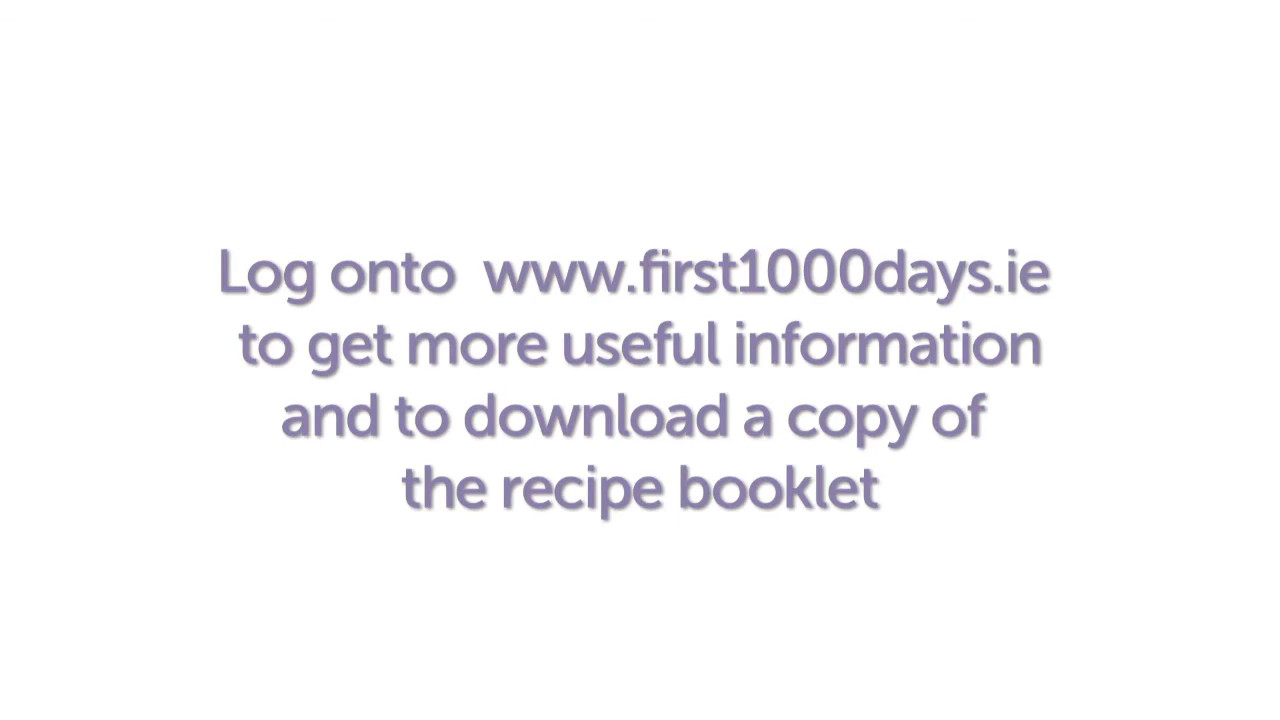 Log onto  www.first1000days.ie
to get more useful information
and to download a copy of
the recipe booklet